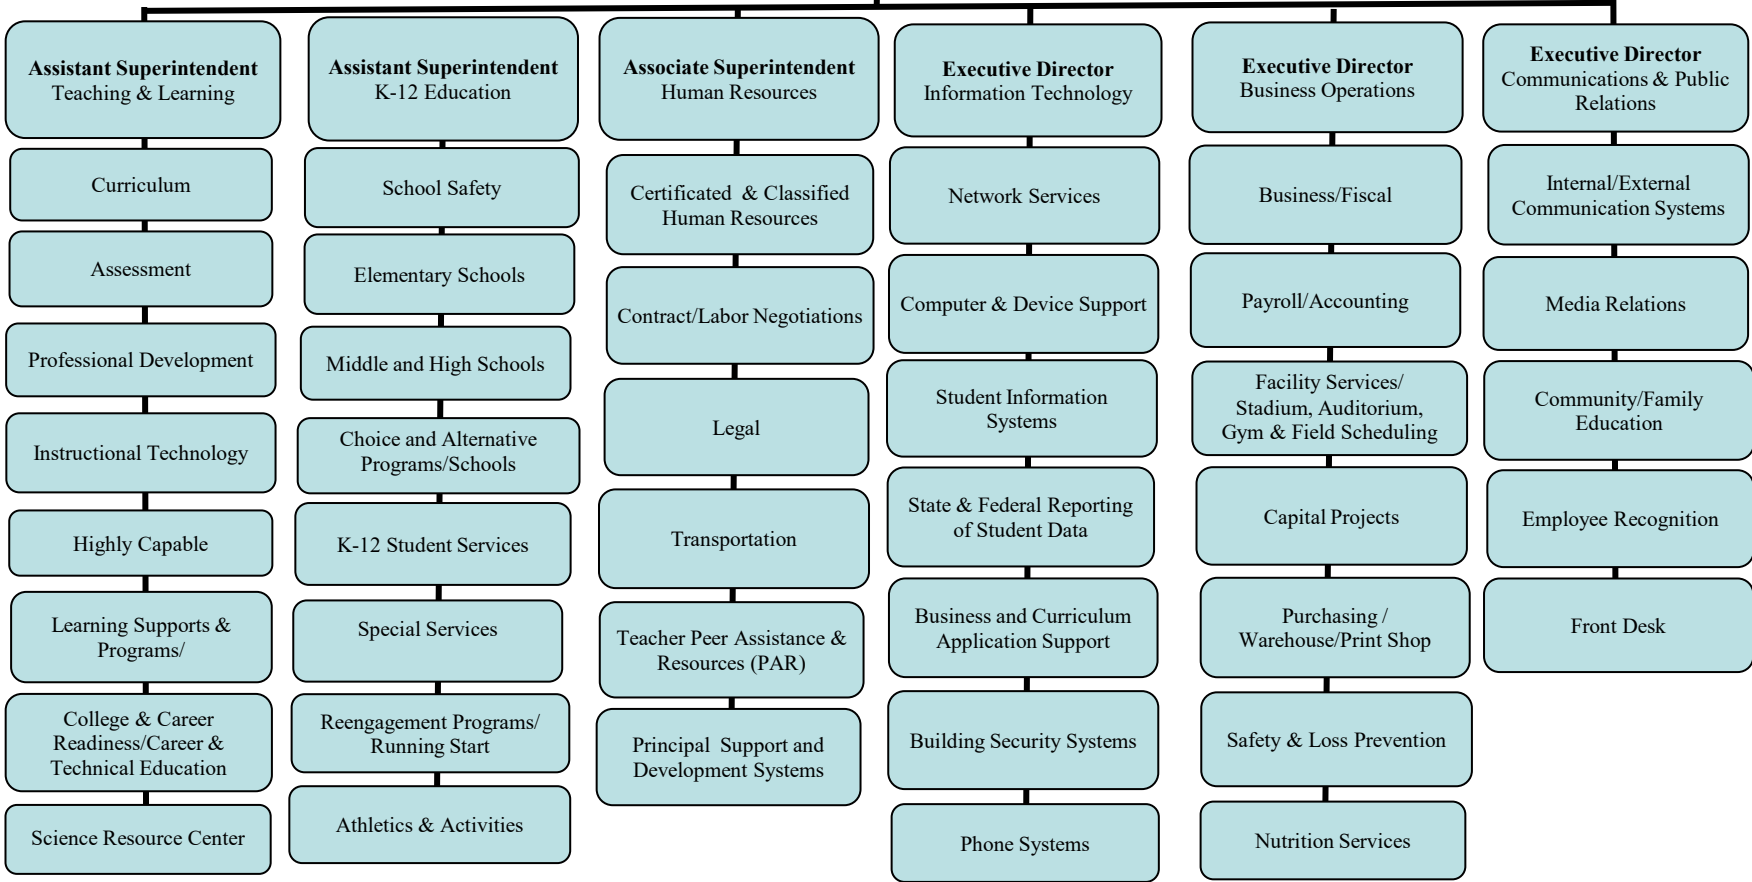 Assistant Superintendent
Teaching & Learning
Curriculum
Assessment
Professional Development
Instructional Technology
Highly Capable
Learning Supports &
Programs/
College & Career
Readiness/Career &
Technical Education
Science Resource Center
Assistant Superintendent
K-12 Education
School Safety
Elementary Schools
Middle and High Schools
Choice and Alternative
Programs/Schools
K-12 Student Services
Special Services
Reengagement Programs/
Running Start
Athletics & Activities
Associate Superintendent
Human Resources
Certificated & Classified
Human Resources
Contract/Labor Negotiations
Legal
Transportation
Teacher Peer Assistance &
Resources (PAR)
Principal Support and
Development Systems
Executive Director
Information Technology
Network Services
Computer & Device Support
Student Information
Systems
State & Federal Reporting
of Student Data
Business and Curriculum
Application Support
Building Security Systems
Phone Systems
Executive Director
Business Operations
Business/Fiscal
Payroll/Accounting
Facility Services/
Stadium, Auditorium,
Gym & Field Scheduling
Capital Projects
Purchasing /
Warehouse/Print Shop
Safety & Loss Prevention
Nutrition Services
Executive Director
Communications & Public
Relations
Internal/External
Communication Systems
Media Relations
Community/Family
Education
Employee Recognition
Front Desk